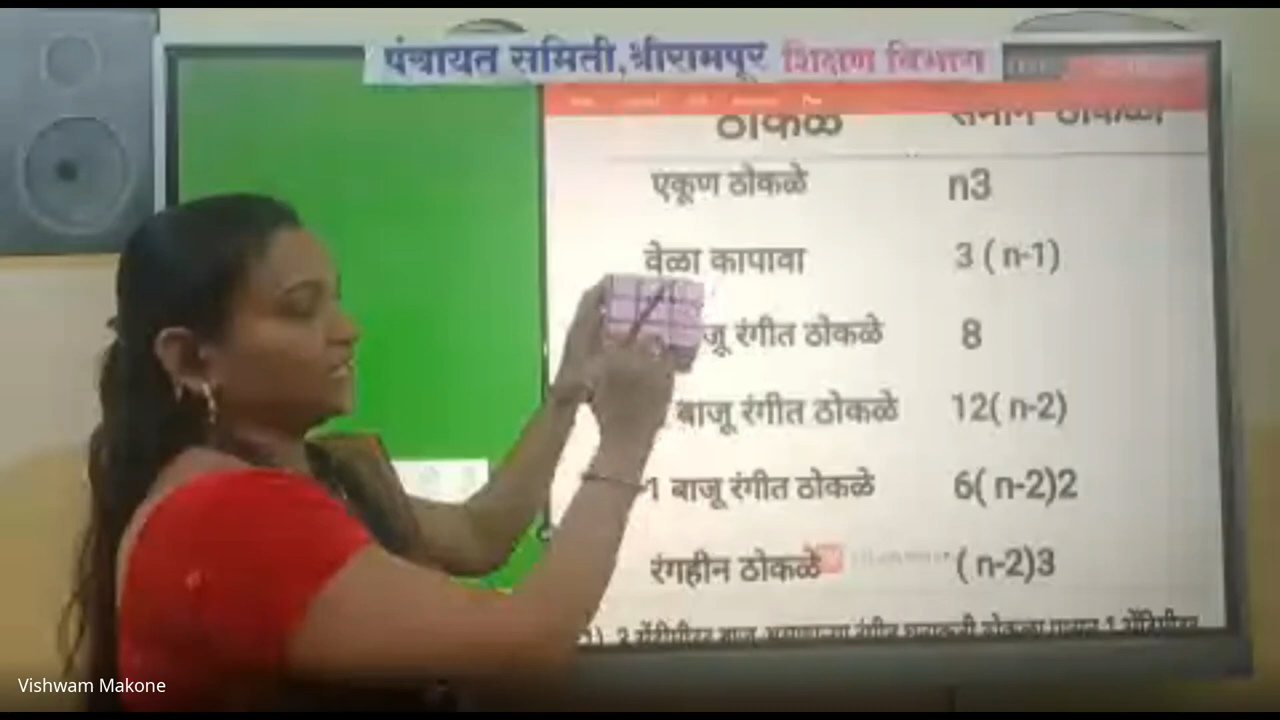 पंचायत समिती,श्रीरामपूर शिक्षण विभाग
ठोकळे
एकूण ठोकळे n3
वेळा कापावा 3 ( n-1)
जू रंगीत ठोकळे 8
बाजू रंगीत ठोकळे 12( n-2)
1 बाजू रंगीत ठोकळे 6( n-2)2
रंगहीन ठोकळे ( n-2)3
Vishwam Makone